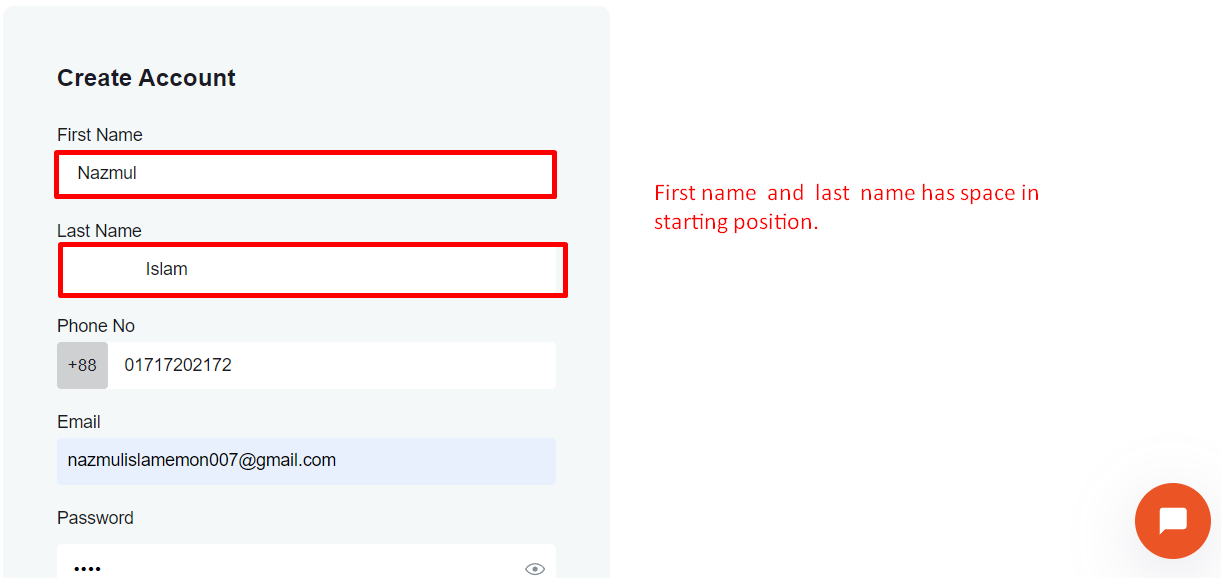 Create Account
First Name
Nazmul
First name and last name has space in
starting position.
Last Name
Islam
Phone No
+88 01717202172
Email
nazmulislamemon007@gmail.com
Password
••••